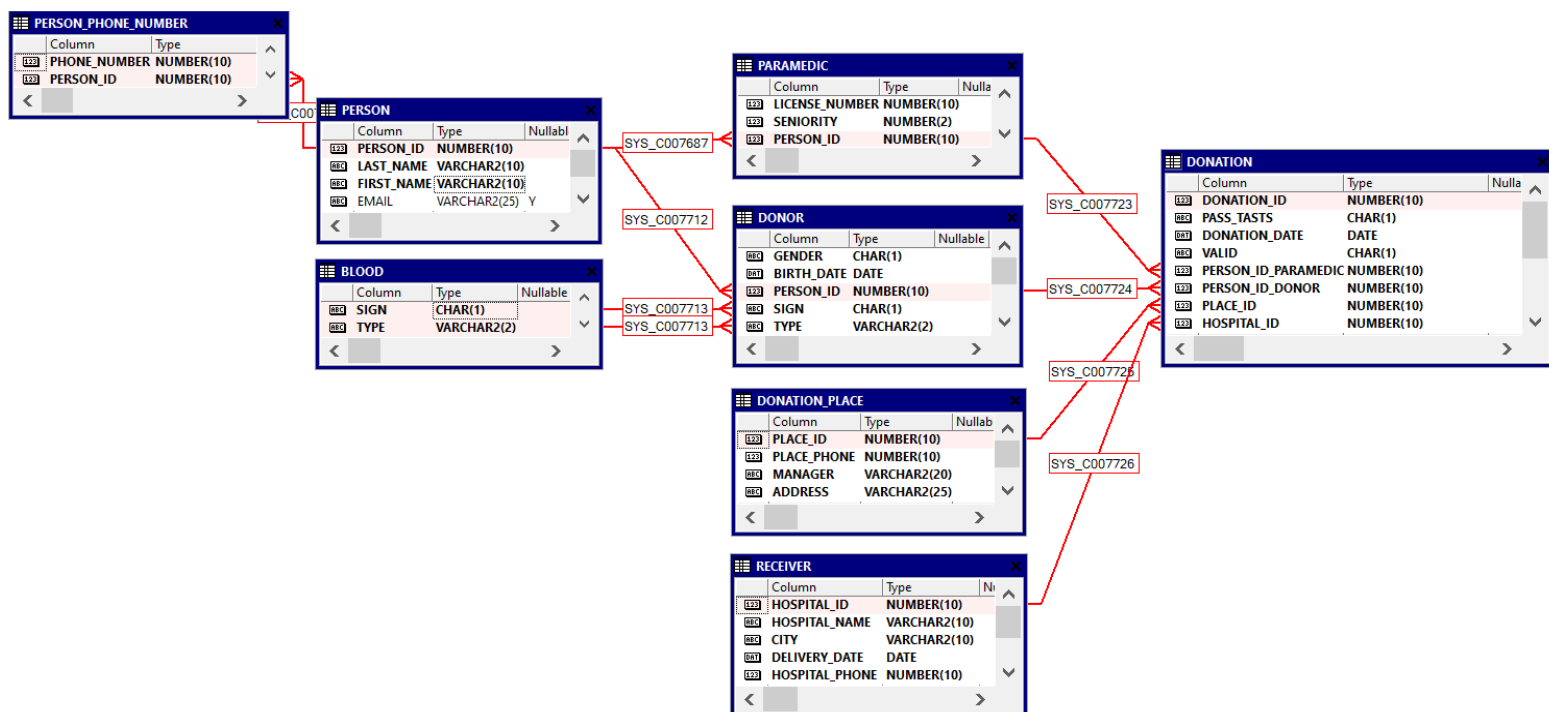 PERSON_PHONE_NUMBER
Column Type
PHONE_NUMBER NUMBER(10)
PERSON_ID NUMBER(10)
PERSON
Column Type Nullabl
PERSON_ID NUMBER(10)
LAST_NAME VARCHAR2(10)
FIRST_NAME VARCHAR2(10)
EMAIL VARCHAR2(25) Y
BLOOD
Column Type Nullable
SIGN CHAR(1)
TYPE VARCHAR2(2)
SYS_C007687
SYS_C007712
SYS_C007713
SYS_C007713
PARAMEDIC
Column Type Nulla
LICENSE_NUMBER NUMBER(10)
SENIORITY NUMBER(2)
PERSON_ID NUMBER(10)
DONOR
Column Type Nullable
GENDER CHAR(1)
BIRTH_DATE DATE
PERSON_ID NUMBER(10)
SIGN CHAR(1)
TYPE VARCHAR2(2)
DONATION_PLACE
Column Type Nullab
PLACE_ID NUMBER(10)
PLACE_PHONE NUMBER(10)
MANAGER VARCHAR2(20)
ADDRESS VARCHAR2(25)
RECEIVER
Column Type N
HOSPITAL_ID NUMBER(10)
HOSPITAL_NAME VARCHAR2(10)
CITY VARCHAR2(10)
DELIVERY_DATE DATE
HOSPITAL_PHONE NUMBER(10)
SYS_C007723
SYS_C007724
SYS_C007725
SYS_C007726
DONATION
Column Type Nulla
DONATION_ID NUMBER(10)
PASS_TASTS CHAR(1)
DONATION_DATE DATE
VALID CHAR(1)
PERSON_ID_PARAMEDIC NUMBER(10)
PERSON_ID_DONOR NUMBER(10)
PLACE_ID NUMBER(10)
HOSPITAL_ID NUMBER(10)